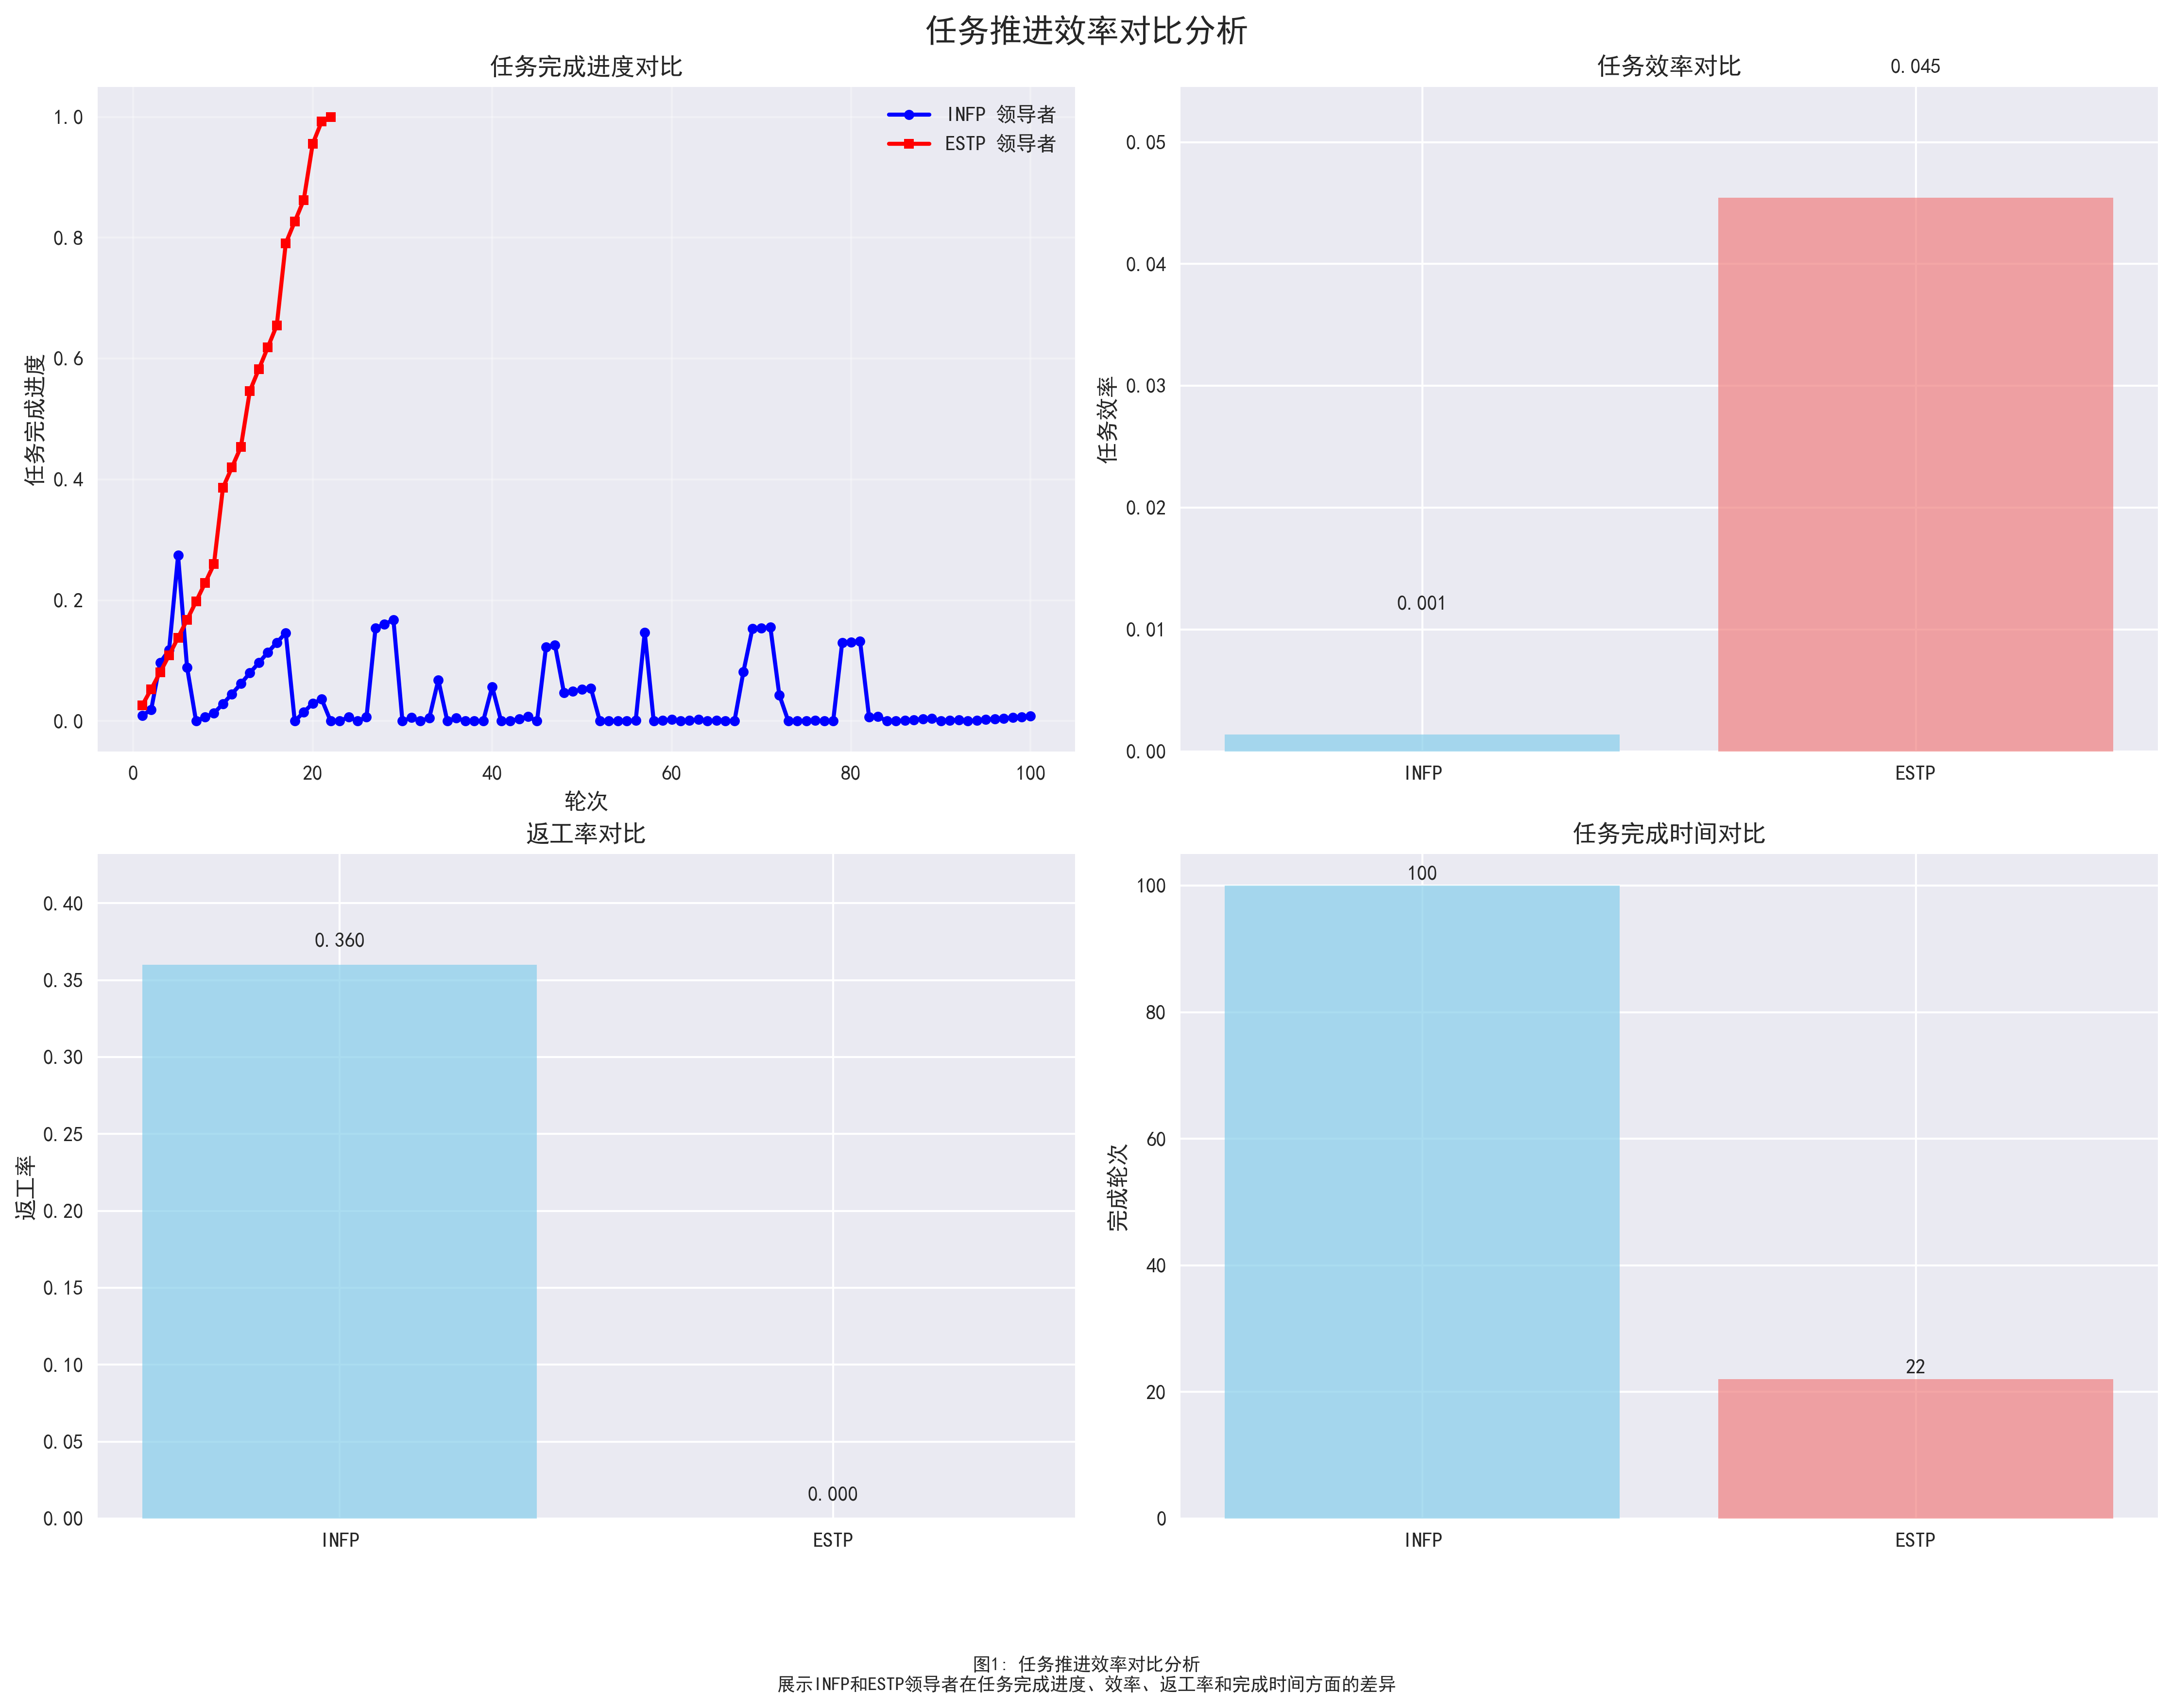 任务推进效率对比分析
任务完成进度对比
1.0
0.8
0.6
0.4
0.2
0.0
任务完成进度
INFP 领导者
ESTP 领导者
0 20 40 60 80 100
轮次
任务效率对比
0.045
0.05
0.04
0.03
0.02
0.01
0.00
任务效率
0.001
INFP ESTP
返工率对比
0.40
0.35
0.30
0.25
0.20
0.15
0.10
0.05
0.00
返工率
0.360
0.000
INFP ESTP
任务完成时间对比
100
80
60
40
20
0
完成轮次
100
22
INFP ESTP
图1: 任务推进效率对比分析
展示INFP和ESTP领导者在任务完成进度、效率、返工率和完成时间方面的差异